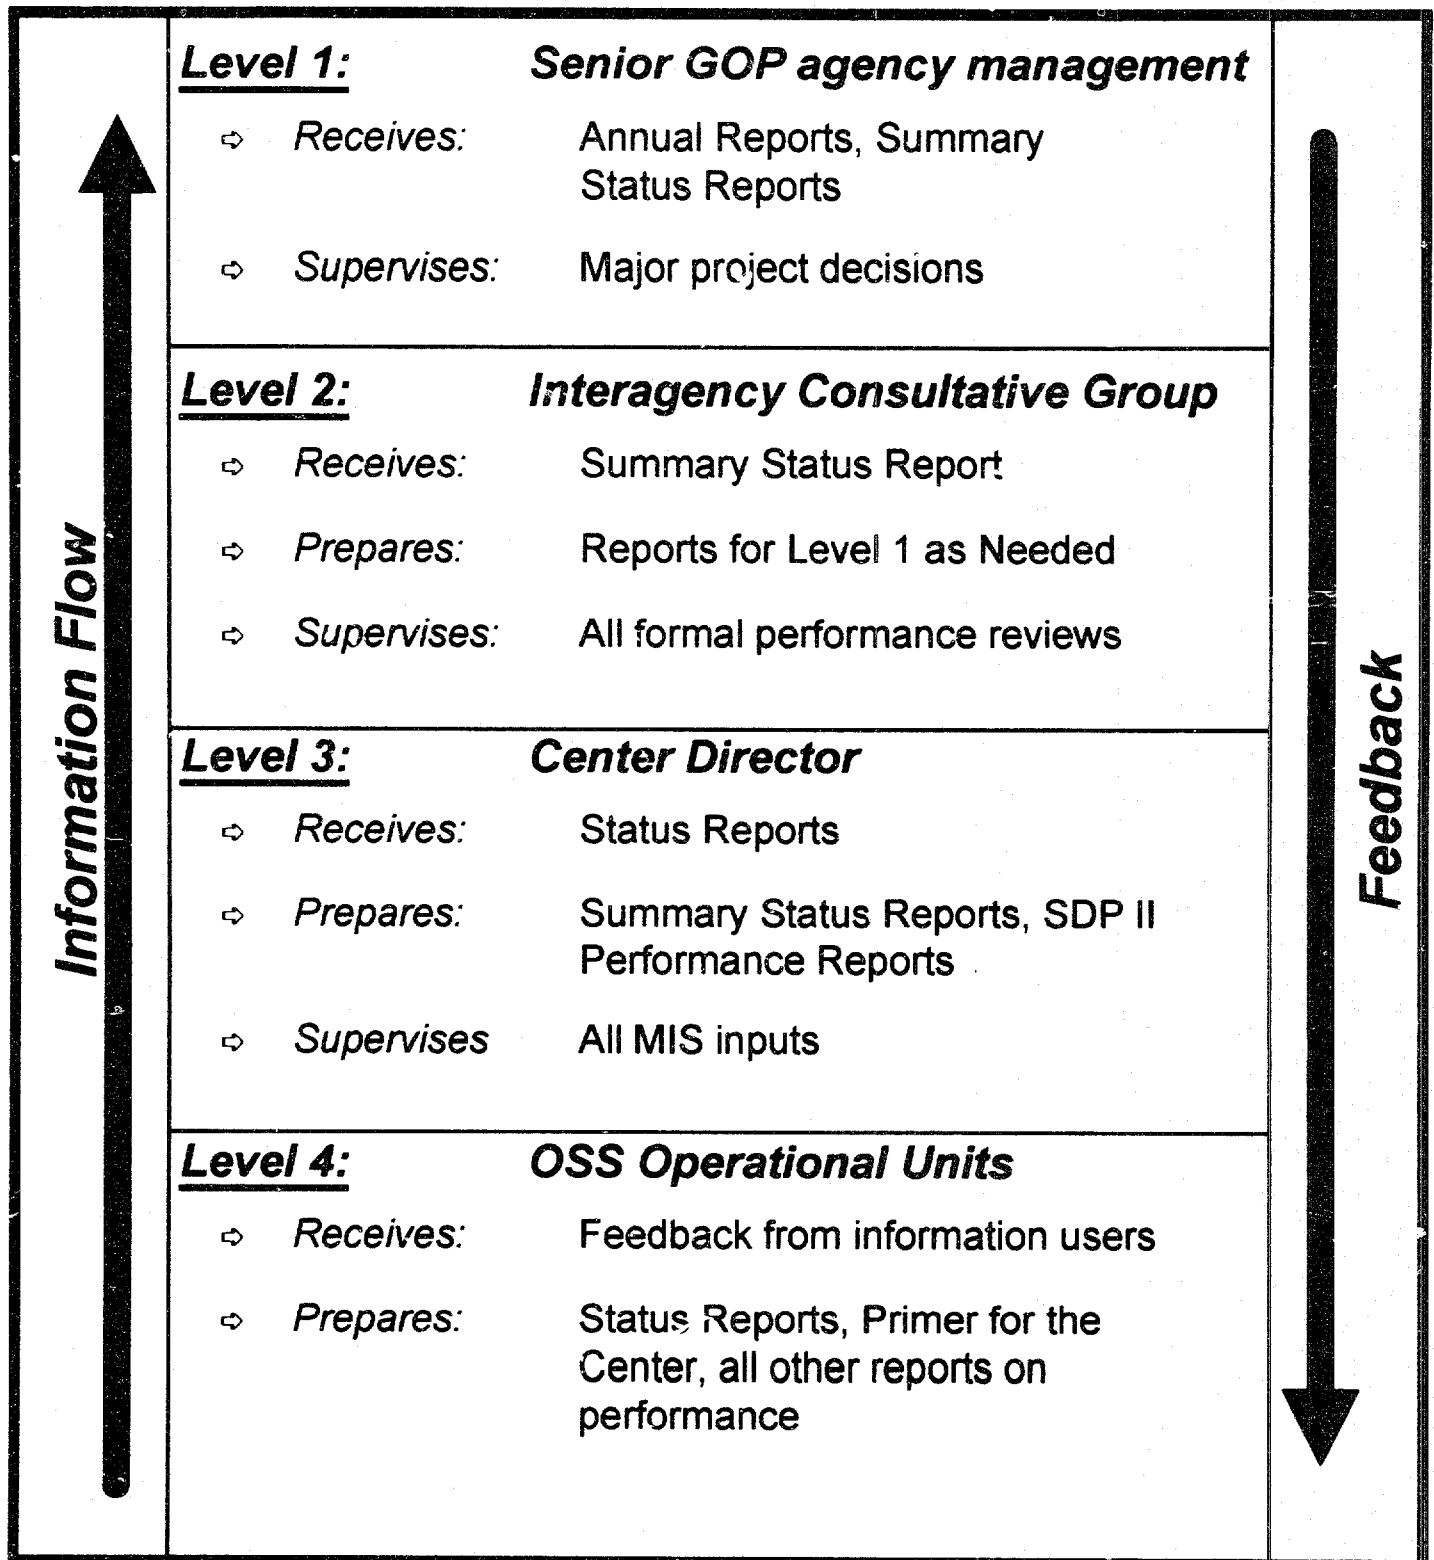 Information Flow
Level 1: Senior GOP agency management
⇨ Receives: Annual Reports, Summary
Status Reports
⇨ Supervises: Major project decisions
Level 2: Interagency Consultative Group
⇨ Receives: Summary Status Report
⇨ Prepares: Reports for Level 1 as Needed
⇨ Supervises: All formal performance reviews
Level 3: Center Director
⇨ Receives: Status Reports
⇨ Prepares: Summary Status Reports, SDP II
Performance Reports
⇨ Supervises All MIS inputs
Level 4: OSS Operational Units
⇨ Receives: Feedback from information users
⇨ Prepares: Status Reports, Primer for the
Center, all other reports on
performance
Feedback